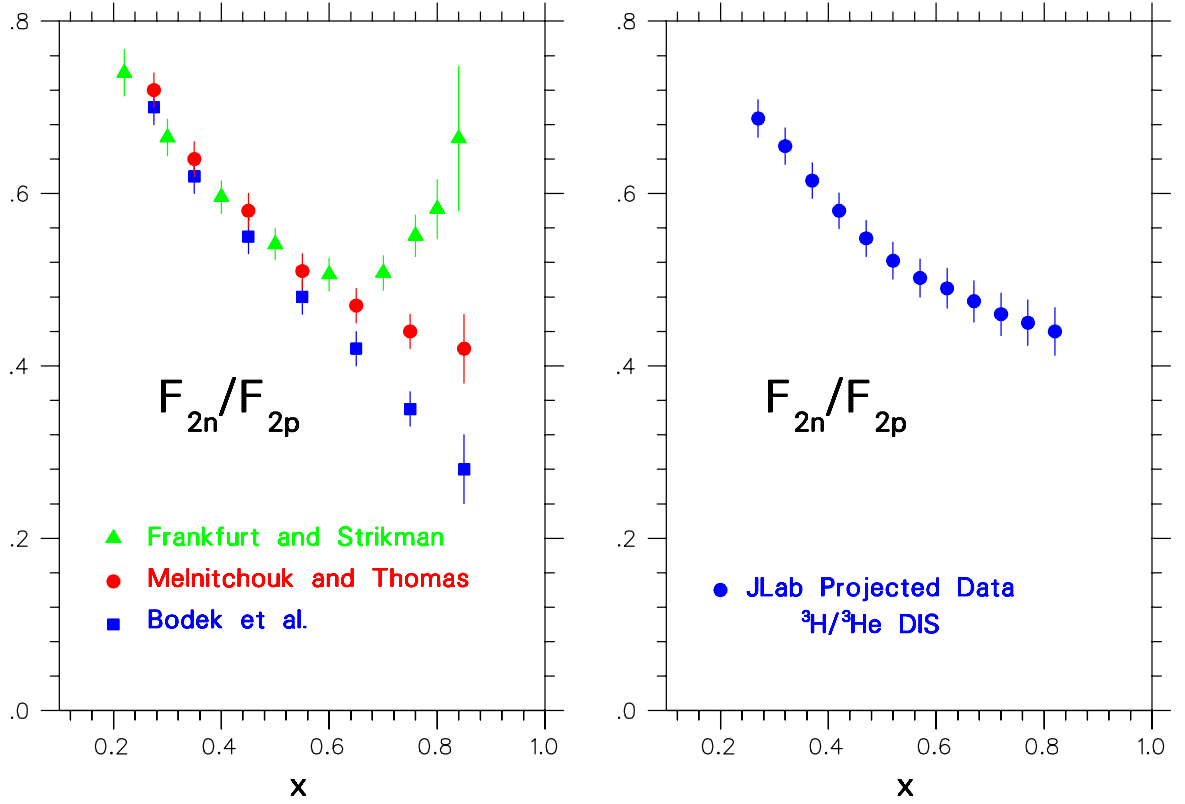 .8
.6
.4
.2
.0
F2n/F2p
Frankfurt and Strikman
Melnitchouk and Thomas
Bodek et al.
0.2 0.4 0.6 0.8 1.0
x
.8
.6
.4
.2
.0
F2n/F2p
JLab Projected Data
³H/³He DIS
0.2 0.4 0.6 0.8 1.0
x